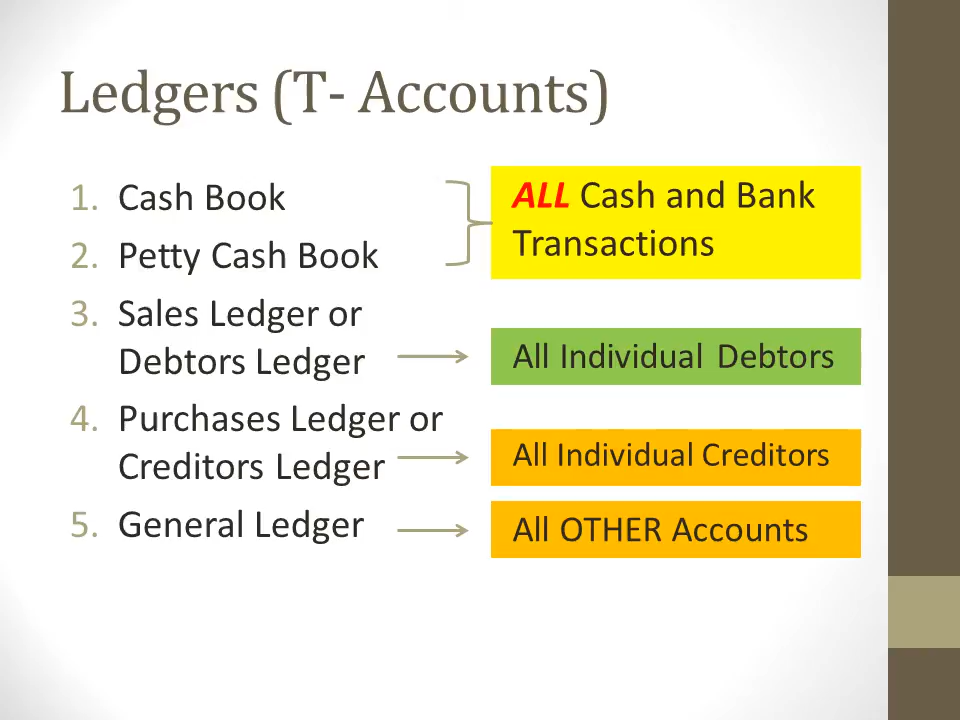 Ledgers (T- Accounts)
1. Cash Book
2. Petty Cash Book
ALL Cash and Bank
Transactions
3. Sales Ledger or
Debtors Ledger
All Individual Debtors
4. Purchases Ledger or
Creditors Ledger
All Individual Creditors
5. General Ledger
All OTHER Accounts